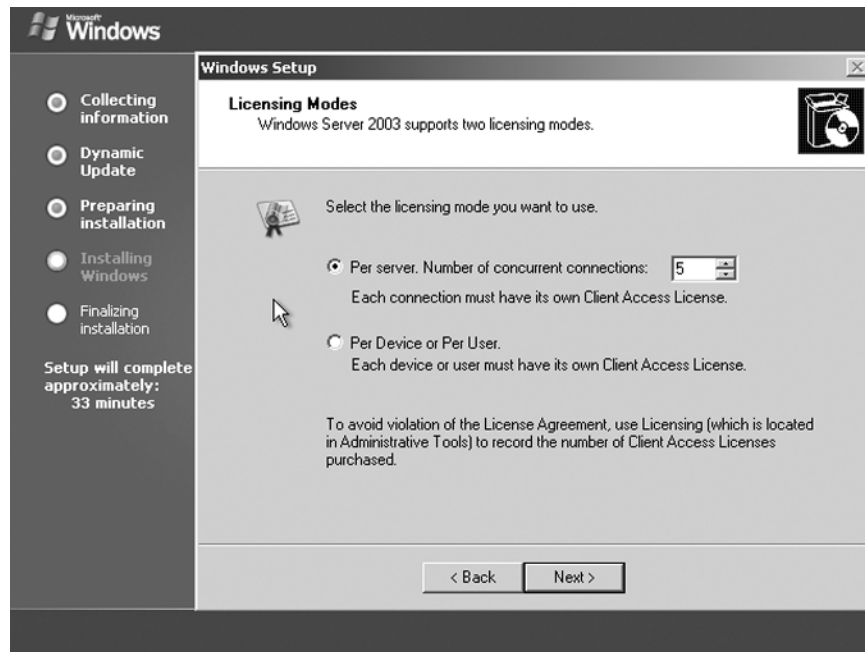 Microsoft
Windows
Collecting
information
Dynamic
Update
Preparing
installation
Installing
Windows
Finalizing
installation
Setup will complete
approximately:
33 minutes
Windows Setup
Licensing Modes
Windows Server 2003 supports two licensing modes.
Select the licensing mode you want to use.
Per server. Number of concurrent connections: 5
Each connection must have its own Client Access License.
Per Device or Per User.
Each device or user must have its own Client Access License.
To avoid violation of the License Agreement, use Licensing (which is located
in Administrative Tools) to record the number of Client Access Licenses
purchased.
< Back Next >